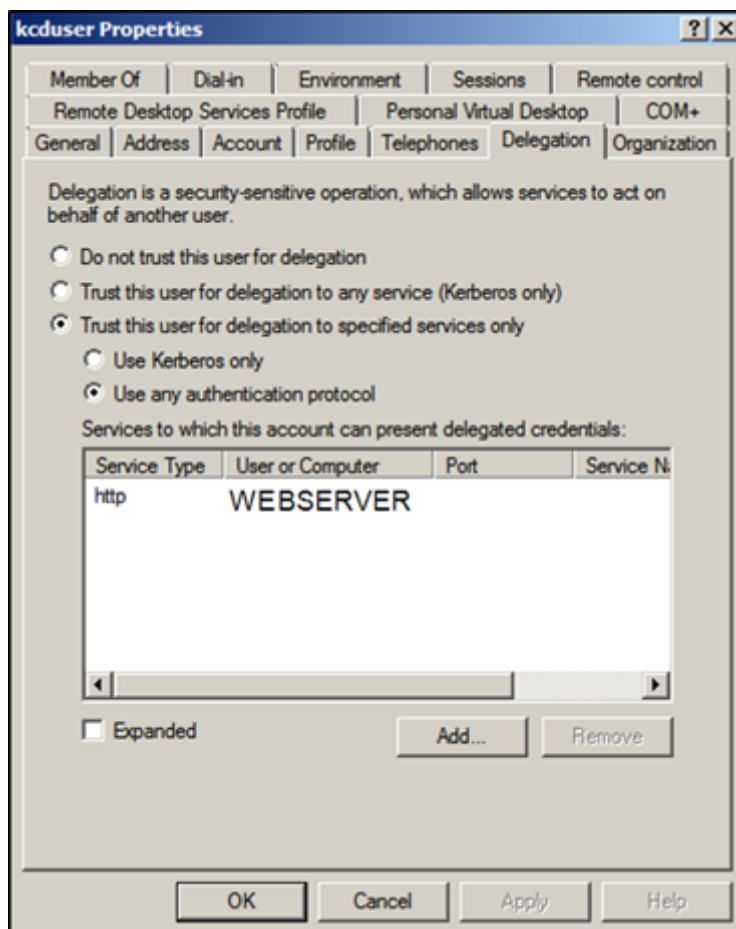 kcduser Properties
Member Of Dial-in Environment Sessions Remote control
Remote Desktop Services Profile Personal Virtual Desktop COM+
General Address Account Profile Telephones Delegation Organization
Delegation is a security-sensitive operation, which allows services to act on
behalf of another user.
Do not trust this user for delegation
Trust this user for delegation to any service (Kerberos only)
Trust this user for delegation to specified services only
Use Kerberos only
Use any authentication protocol
Services to which this account can present delegated credentials:
Service Type User or Computer Port Service Na
http WEBSERVER
Expanded Add... Remove
OK Cancel Apply Help